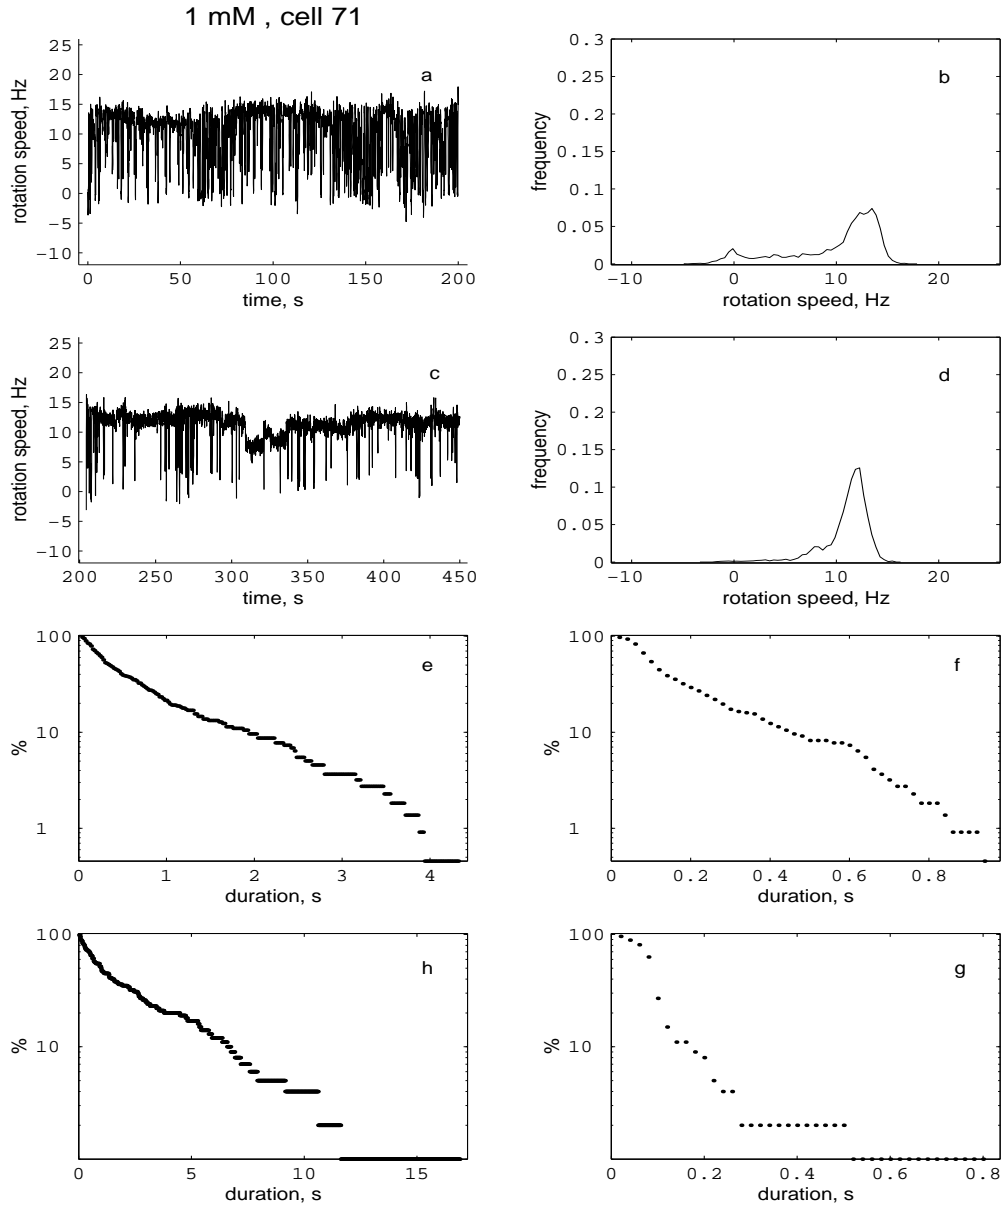 1 mM , cell 71
25
20
15
10
5
0
−5
−10
rotation speed, Hz
a
0 50 100 150 200
time, s
0.3
0.25
0.2
0.15
0.1
0.05
0
frequency
b
−10 0 10 20
rotation speed, Hz
25
20
15
10
5
0
−5
−10
rotation speed, Hz
c
200 250 300 350 400 450
time, s
0.3
0.25
0.2
0.15
0.1
0.05
0
frequency
d
−10 0 10 20
rotation speed, Hz
100
10
1
%
e
0 1 2 3 4
duration, s
100
10
1
%
f
0 0.2 0.4 0.6 0.8
duration, s
100
10
%
h
0 5 10 15
duration, s
100
10
%
g
0 0.2 0.4 0.6 0.8
duration, s